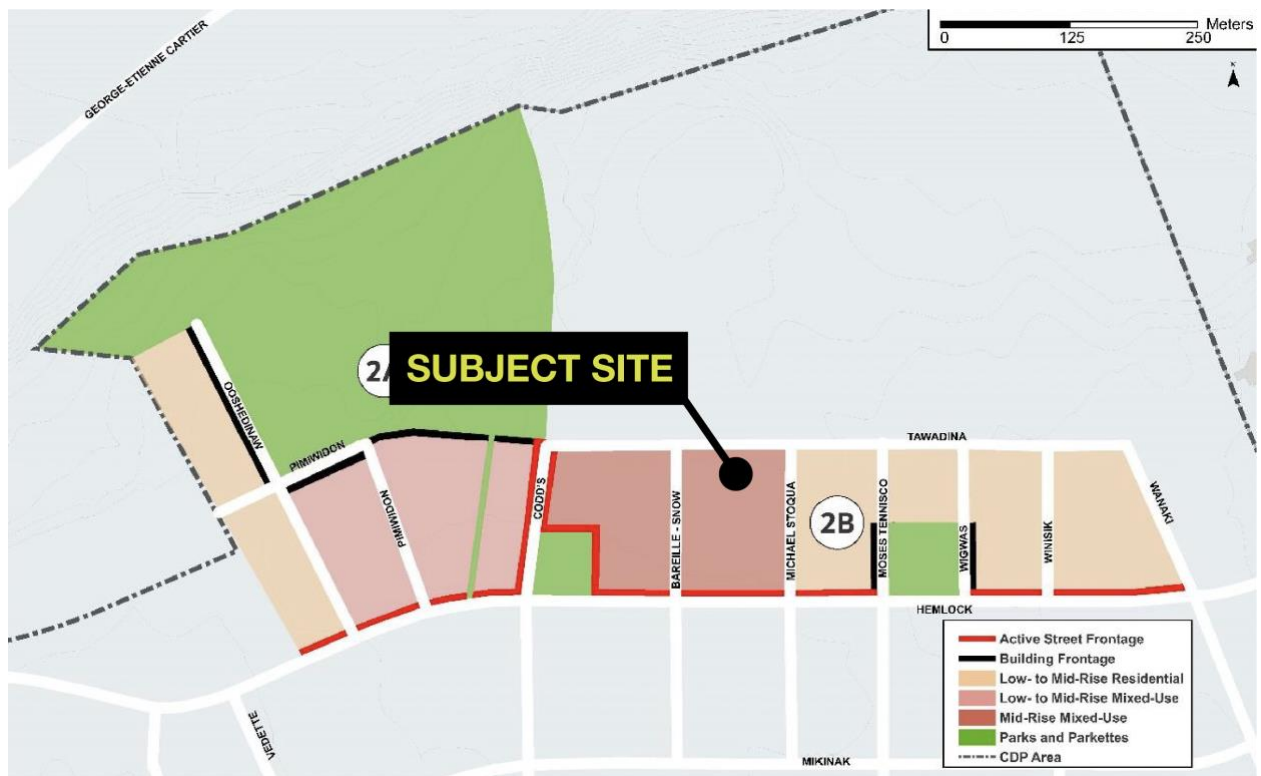 Meters
0 125 250
N
GEORGE-ETIENNE CARTIER
2A
SUBJECT SITE
OOSHEDINAW
PIMIWIDON
PIMIWIDON
CODD'S
TAWADINA
BAREILLE - SNOW
MICHAEL STOQUA
2B
MOSES TENNISCO
WIGWAS
WINISIK
WANAKI
HEMLOCK
VEDETTE
MIKINAK
Active Street Frontage
Building Frontage
Low- to Mid-Rise Residential
Low- to Mid-Rise Mixed-Use
Mid-Rise Mixed-Use
Parks and Parkettes
CDP Area